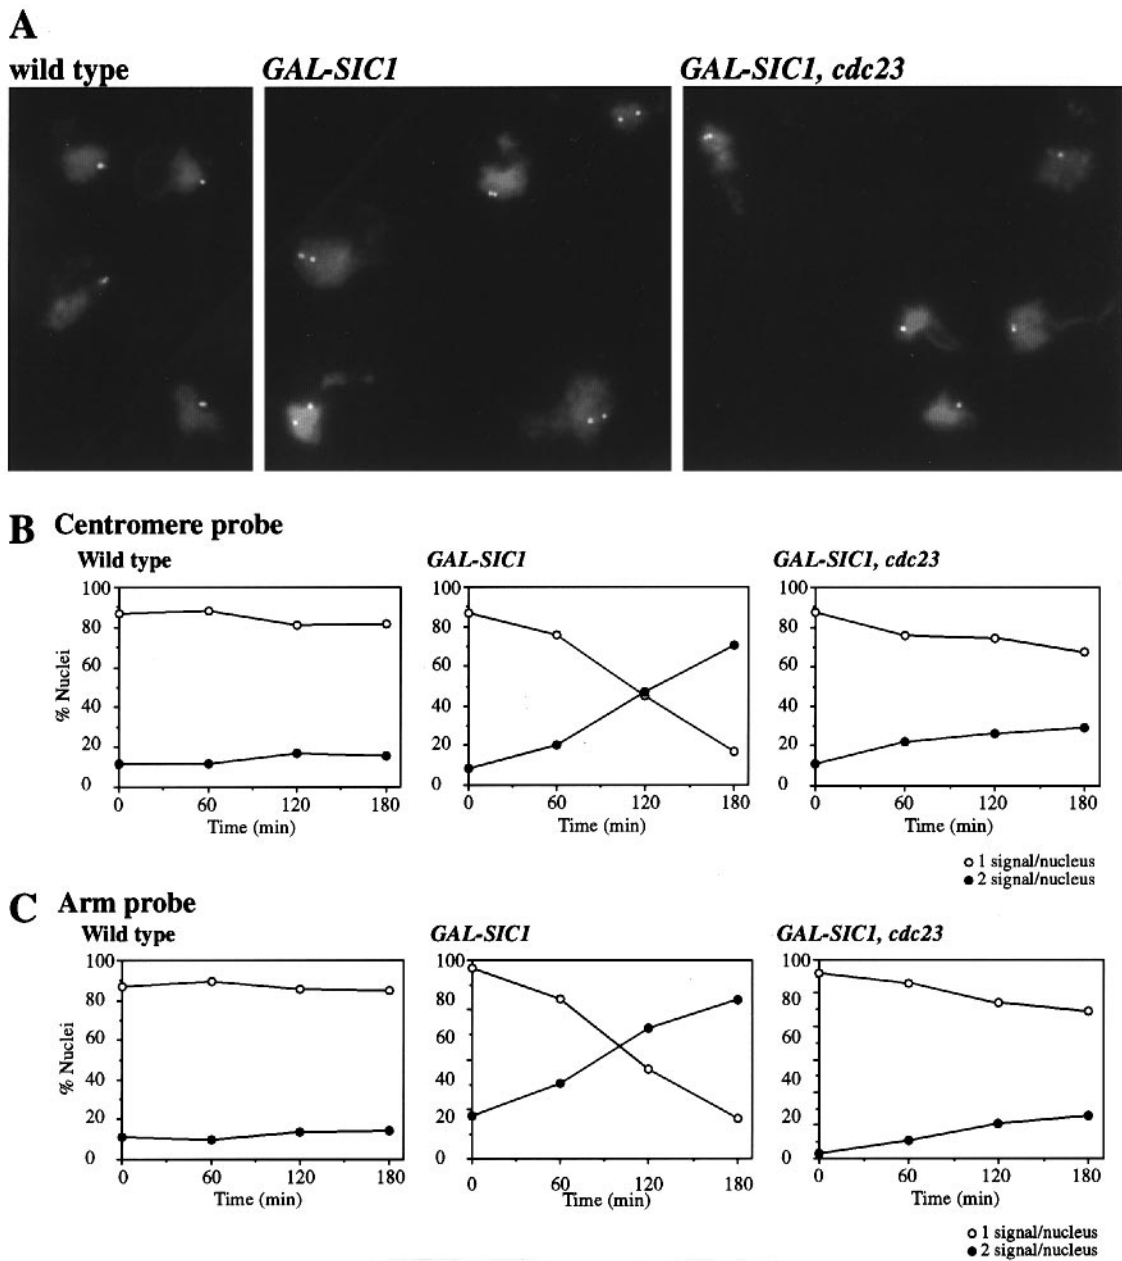 A
wild type GAL-SIC1 GAL-SIC1, cdc23
B Centromere probe
Wild type GAL-SIC1 GAL-SIC1, cdc23
100 100 100
80 80 80
60 60 60
40 40 40
20 20 20
0 0 0
% Nuclei
0 60 120 180 0 60 120 180 0 60 120 180
Time (min) Time (min) Time (min)
1 signal/nucleus
2 signal/nucleus
C Arm probe
Wild type GAL-SIC1 GAL-SIC1, cdc23
100 100 100
80 80 80
60 60 60
40 40 40
20 20 20
0 0 0
% Nuclei
0 60 120 180 0 60 120 180 0 60 120 180
Time (min) Time (min) Time (min)
1 signal/nucleus
2 signal/nucleus